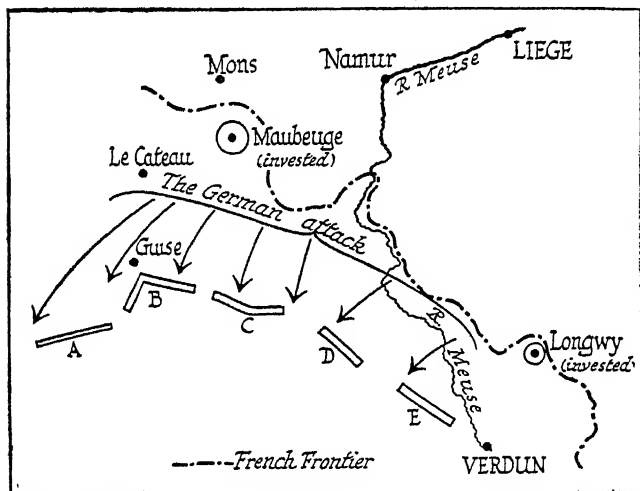 LIEGE
Namur
R Meuse
Mons
Maubeuge
(invested)
Le Cateau
The German attack
Guise
A
B
C
D
E
R Meuse
Longwy
(invested)
VERDUN
French Frontier